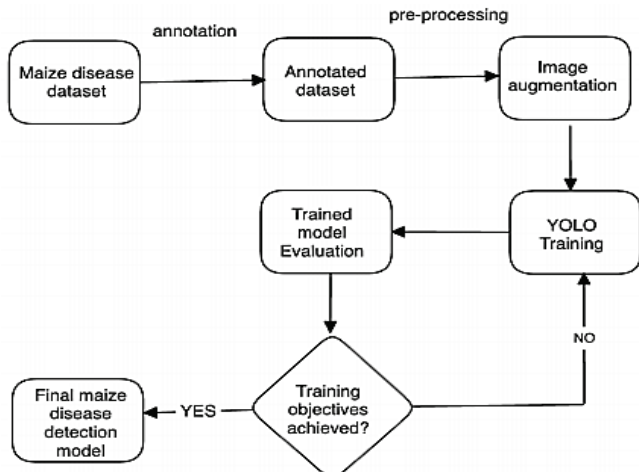 annotation
pre-processing
Maize disease
dataset
Annotated
dataset
Image
augmentation
Trained
model
Evaluation
YOLO
Training
NO
Training
objectives
achieved?
YES
Final maize
disease
detection
model